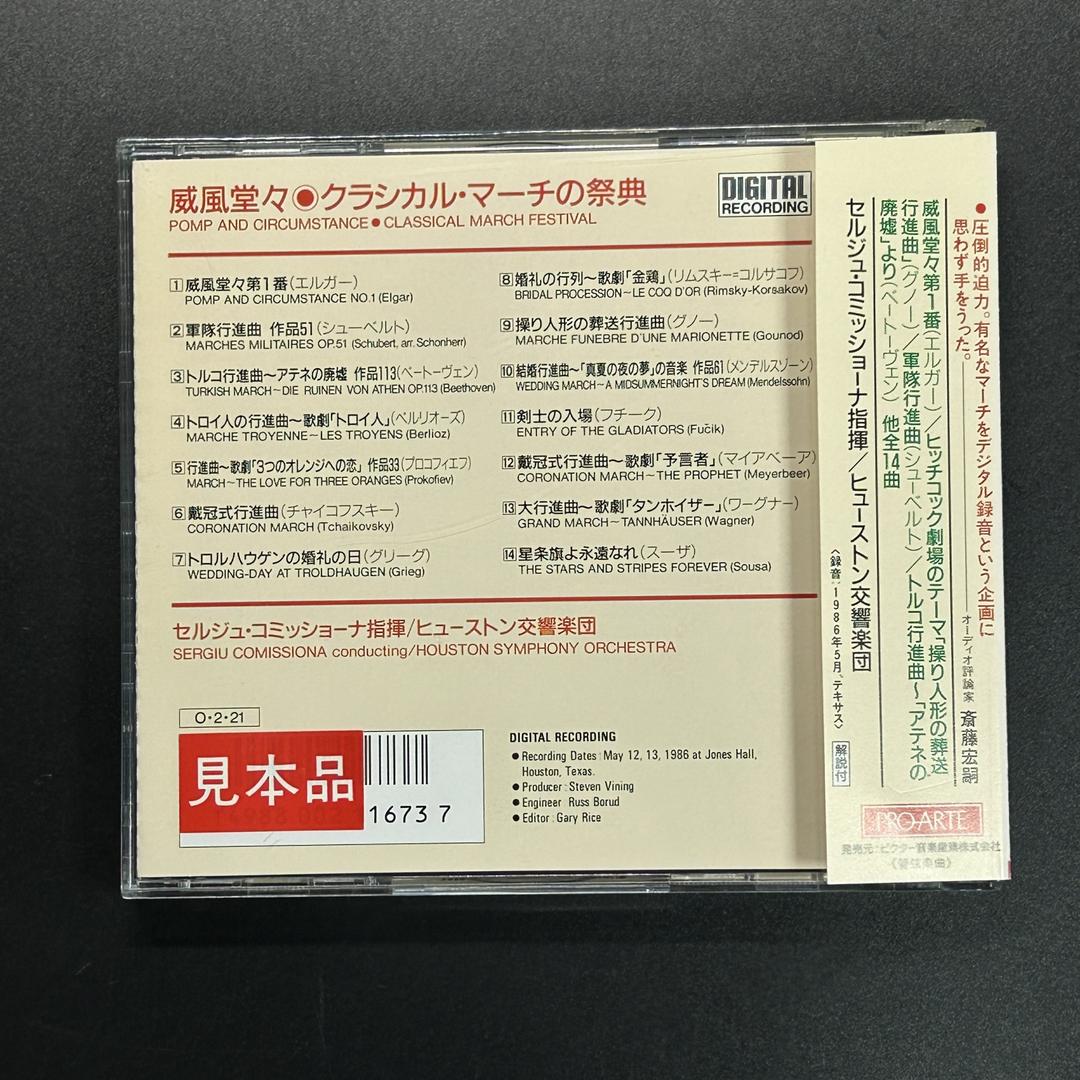 威風堂々●クラシカル・マーチの祭典
POMP AND CIRCUMSTANCE●CLASSICAL MARCH FESTIVAL
DIGITAL
RECORDING
1 威風堂々第1番(エルガー)
POMP AND CIRCUMSTANCE NO.1 (Elgar)
2 軍隊行進曲 作品51(シューベルト)
MARCHES MILITAIRES OP.51 (Schubert, arr. Schonherr)
3 トルコ行進曲〜アテネの廃墟 作品113(ベートーヴェン)
TURKISH MARCH~DIE RUINEN VON ATHEN OP.113 (Beethoven)
4 トロイ人の行進曲〜歌劇「トロイ人」(ベルリオーズ)
MARCHE TROYENNE~LES TROYENS (Berlioz)
5 行進曲〜歌劇「3つのオレンジへの恋」作品33(プロコフィエフ)
MARCH~THE LOVE FOR THREE ORANGES (Prokofiev)
6 戴冠式行進曲(チャイコフスキー)
CORONATION MARCH (Tchaikovsky)
7 トロルハウゲンの婚礼の日(グリーグ)
WEDDING-DAY AT TROLDHAUGEN (Grieg)
8 婚礼の行列〜歌劇「金鶏」(リムスキー=コルサコフ)
BRIDAL PROCESSION~LE COQ D'OR (Rimsky-Korsakov)
9 操り人形の葬送行進曲(グノー)
MARCHE FUNEBRE D'UNE MARIONETTE (Gounod)
10 結婚行進曲〜「真夏の夜の夢」の音楽 作品61(メンデルスゾーン)
WEDDING MARCH~A MIDSUMMERNIGHT'S DREAM (Mendelssohn)
11 剣士の入場(フチーク)
ENTRY OF THE GLADIATORS (Fučik)
12 戴冠式行進曲〜歌劇「予言者」(マイアベーア)
CORONATION MARCH~THE PROPHET (Meyerbeer)
13 大行進曲〜歌劇「タンホイザー」(ワーグナー)
GRAND MARCH~TANNHÄUSER (Wagner)
14 星条旗よ永遠なれ(スーザ)
THE STARS AND STRIPES FOREVER (Sousa)
セルジュ・コミッショーナ指揮/ヒューストン交響楽団
SERGIU COMISSIONA conducting/HOUSTON SYMPHONY ORCHESTRA
O・2・21
見本品
16737
DIGITAL RECORDING
●Recording Dates: May 12, 13, 1986 at Jones Hall,
Houston, Texas.
●Producer: Steven Vining
●Engineer Russ Borud
●Editor: Gary Rice
●圧倒的迫力。有名なマーチをデジタル録音という企画に
思わず手をうった。
オーディオ評論家 斎藤宏嗣
威風堂々第1番(エルガー)/ヒッチコック劇場のテーマ「操り人形の葬送
行進曲」(グノー)/軍隊行進曲(シューベルト)/トルコ行進曲〜「アテネの
廃墟」より(ベートーヴェン) 他全14曲
セルジュ・コミッショーナ指揮/ヒューストン交響楽団
〈録音:1986年5月、テキサス〉
解説付
PRO-ARTE
発売元:ビクター音楽産業株式会社
《管弦楽曲》